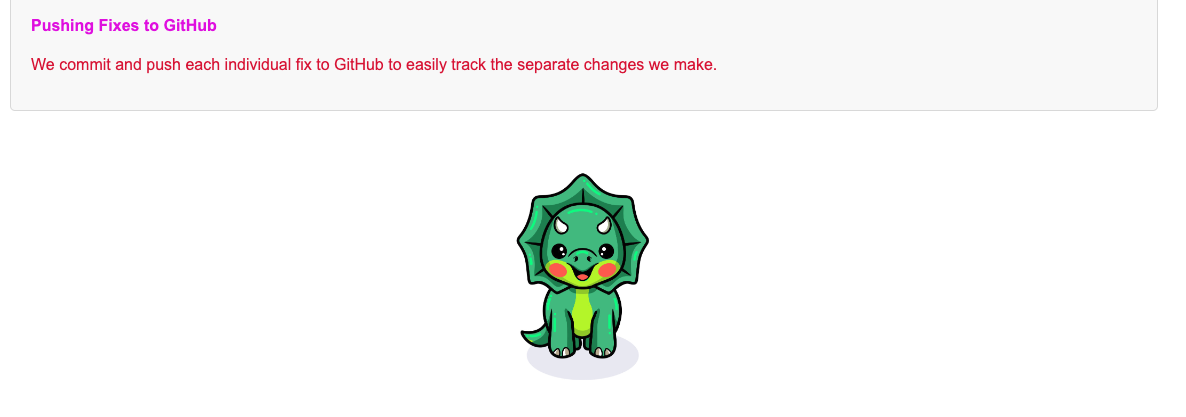 Pushing Fixes to GitHub
We commit and push each individual fix to GitHub to easily track the separate changes we make.